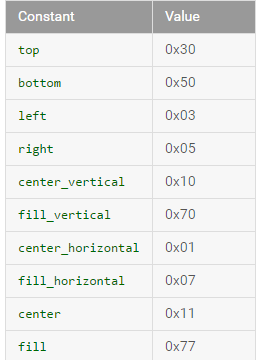 Constant Value
top 0x30
bottom 0x50
left 0x03
right 0x05
center_vertical 0x10
fill_vertical 0x70
center_horizontal 0x01
fill_horizontal 0x07
center 0x11
fill 0x77